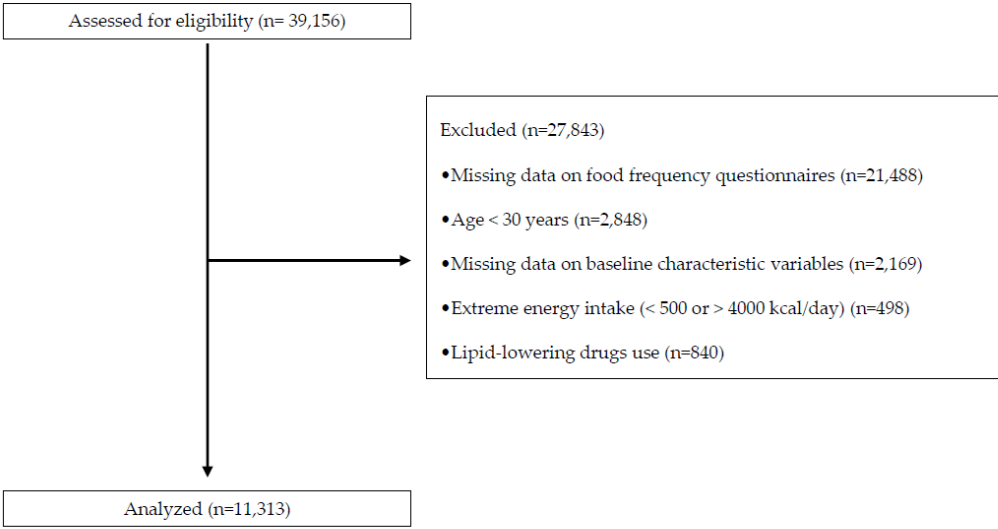 Assessed for eligibility (n= 39,156)
Excluded (n=27,843)
•Missing data on food frequency questionnaires (n=21,488)
•Age < 30 years (n=2,848)
•Missing data on baseline characteristic variables (n=2,169)
•Extreme energy intake (< 500 or > 4000 kcal/day) (n=498)
•Lipid-lowering drugs use (n=840)
Analyzed (n=11,313)